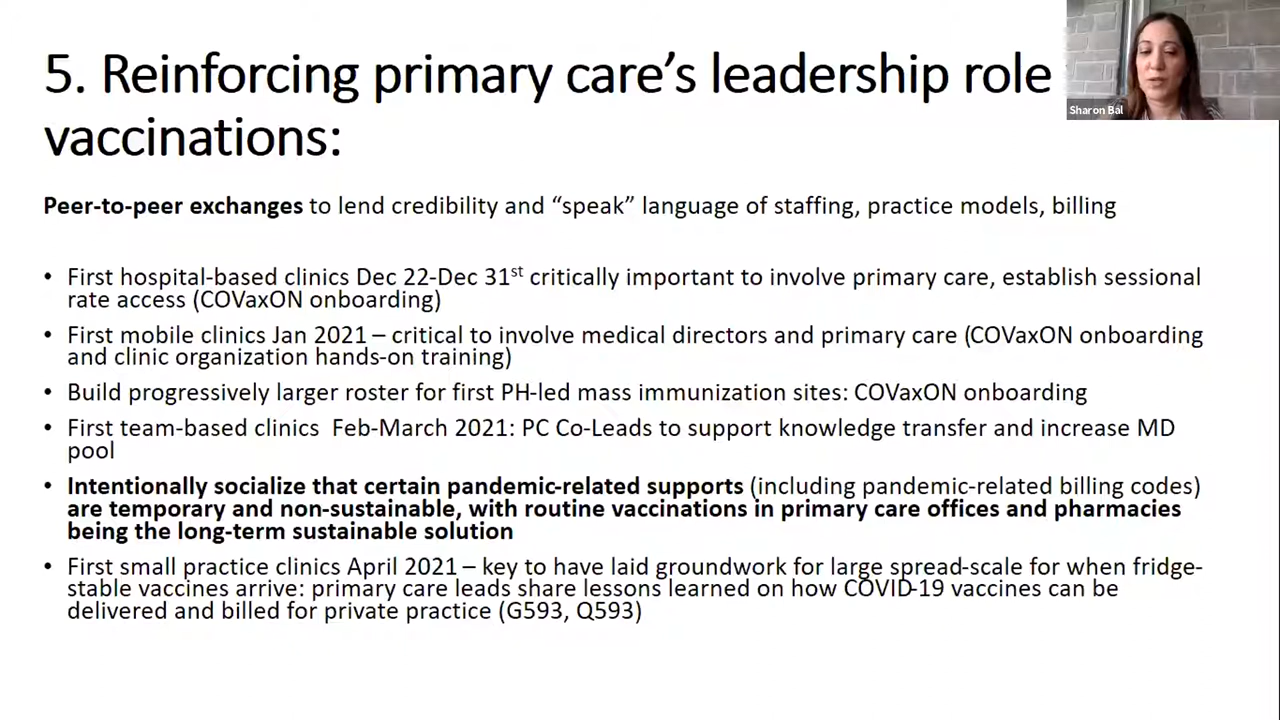 5. Reinforcing primary care’s leadership role
vaccinations:
Sharon Bal
Peer-to-peer exchanges to lend credibility and “speak” language of staffing, practice models, billing
• First hospital-based clinics Dec 22-Dec 31st critically important to involve primary care, establish sessional
rate access (COVaxON onboarding)
• First mobile clinics Jan 2021 – critical to involve medical directors and primary care (COVaxON onboarding
and clinic organization hands-on training)
• Build progressively larger roster for first PH-led mass immunization sites: COVaxON onboarding
• First team-based clinics Feb-March 2021: PC Co-Leads to support knowledge transfer and increase MD
pool
• Intentionally socialize that certain pandemic-related supports (including pandemic-related billing codes)
are temporary and non-sustainable, with routine vaccinations in primary care offices and pharmacies
being the long-term sustainable solution
• First small practice clinics April 2021 – key to have laid groundwork for large spread-scale for when fridge-
stable vaccines arrive: primary care leads share lessons learned on how COVID-19 vaccines can be
delivered and billed for private practice (G593, Q593)